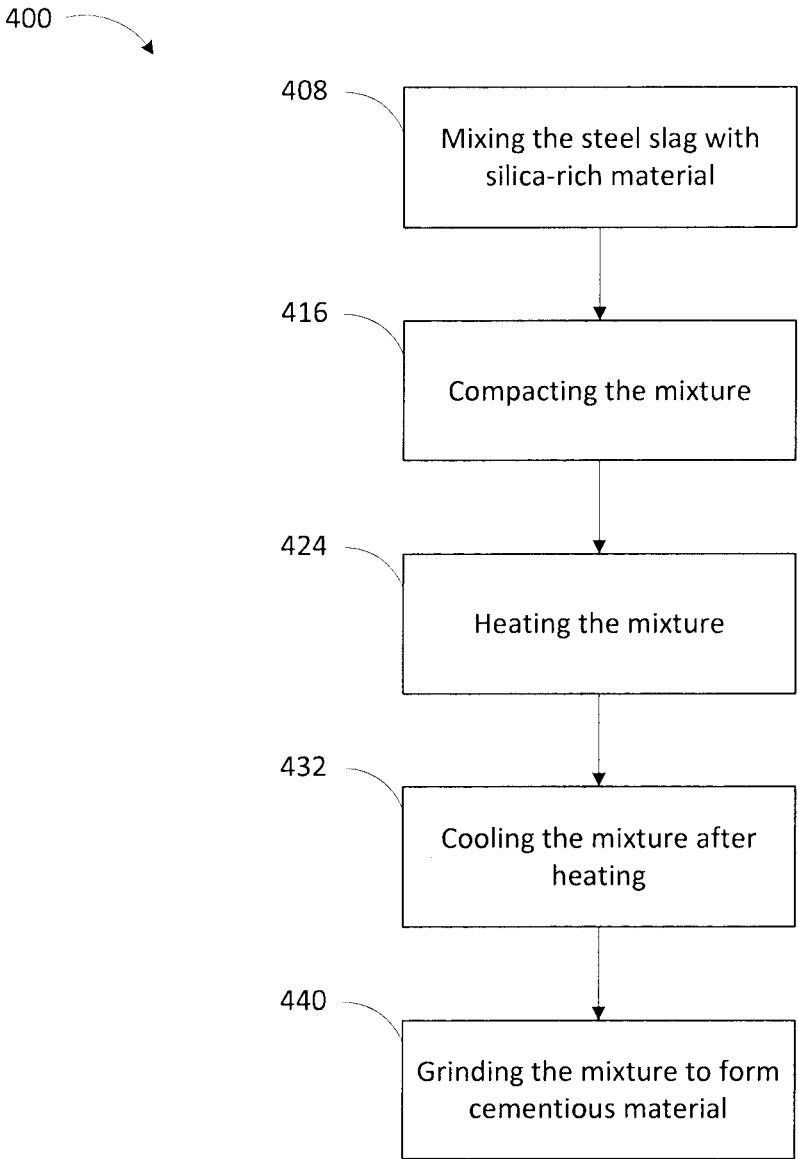 400
408
Mixing the steel slag with
silica-rich material
416
Compacting the mixture
424
Heating the mixture
432
Cooling the mixture after
heating
440
Grinding the mixture to form
cementious material